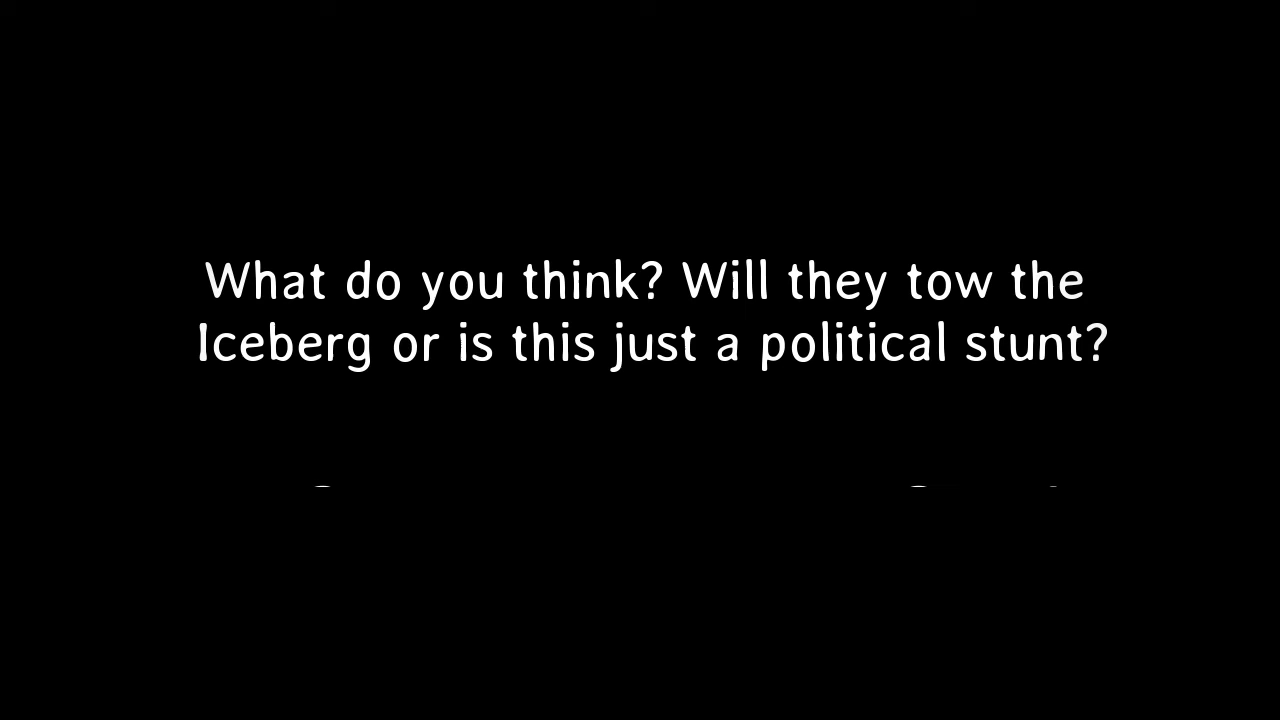 What do you think? Will they tow the
Iceberg or is this just a political stunt?